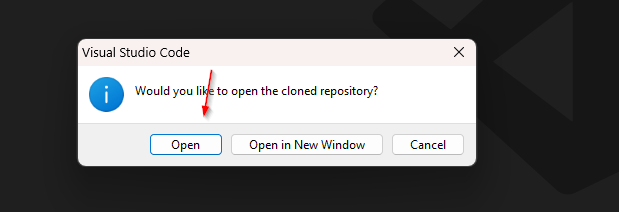 Visual Studio Code
Would you like to open the cloned repository?
Open
Open in New Window
Cancel